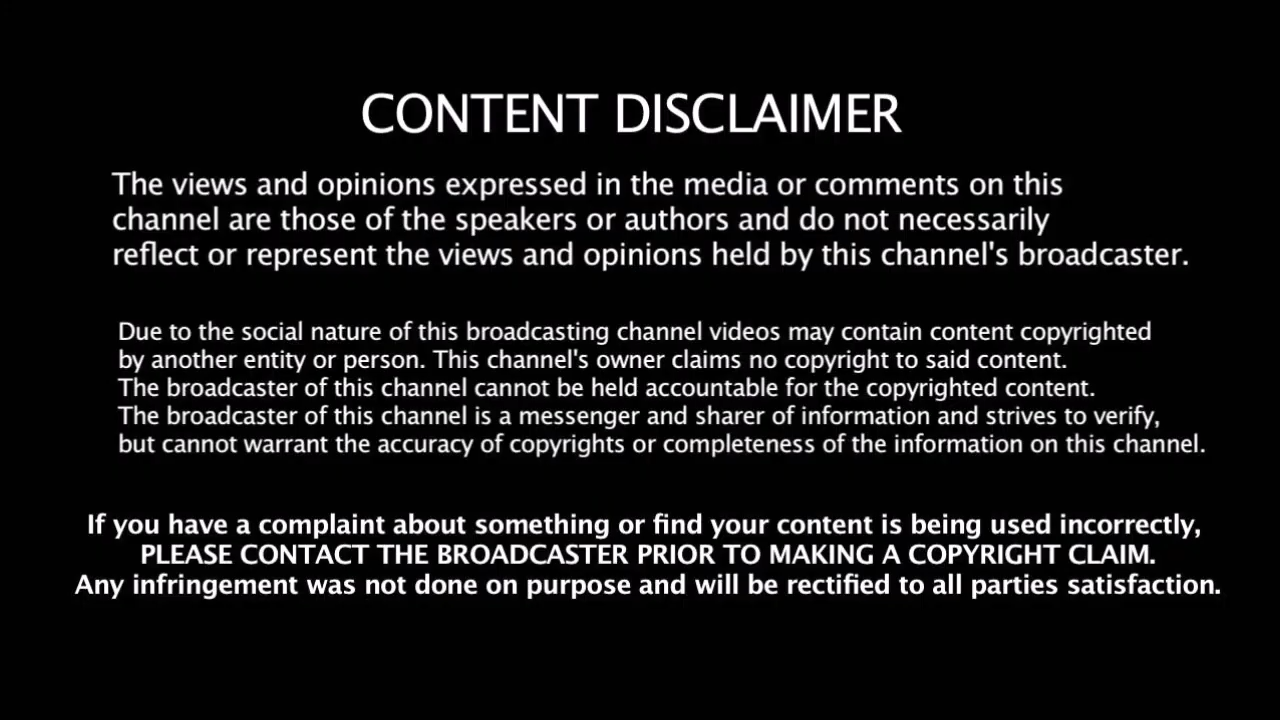 CONTENT DISCLAIMER
The views and opinions expressed in the media or comments on this
channel are those of the speakers or authors and do not necessarily
reflect or represent the views and opinions held by this channel's broadcaster.
Due to the social nature of this broadcasting channel videos may contain content copyrighted
by another entity or person. This channel's owner claims no copyright to said content.
The broadcaster of this channel cannot be held accountable for the copyrighted content.
The broadcaster of this channel is a messenger and sharer of information and strives to verify,
but cannot warrant the accuracy of copyrights or completeness of the information on this channel.
If you have a complaint about something or find your content is being used incorrectly,
PLEASE CONTACT THE BROADCASTER PRIOR TO MAKING A COPYRIGHT CLAIM.
Any infringement was not done on purpose and will be rectified to all parties satisfaction.